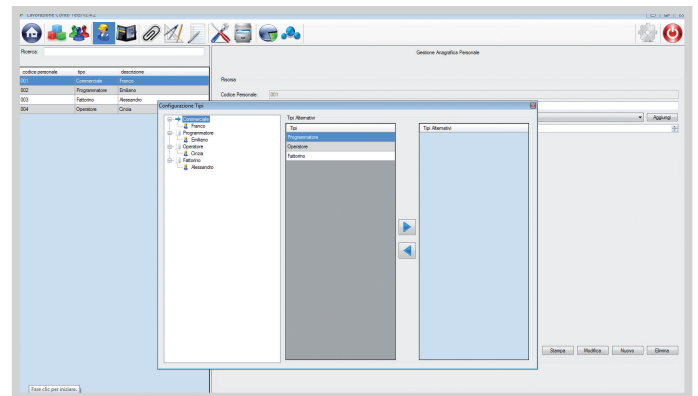 Ricerca:
Gestione Anagrafica Personale
codice personale tipo descrizione
001 Commerciale Franco
002 Programmatore Emiliano
003 Fattorino Alessandro
004 Operatore Cinzia
Risorsa
Codice Personale: 001
Configurazione Tipi
Commerciale
Franco
Programmatore
Emiliano
Operatore
Cinzia
Fattorino
Alessandro
Tipi Alternativi
Tipi
Programmatore
Operatore
Fattorino
Tipi Alternativi
Aggiungi
Stampa Modifica Nuovo Elimina
Fare clic per iniziare.